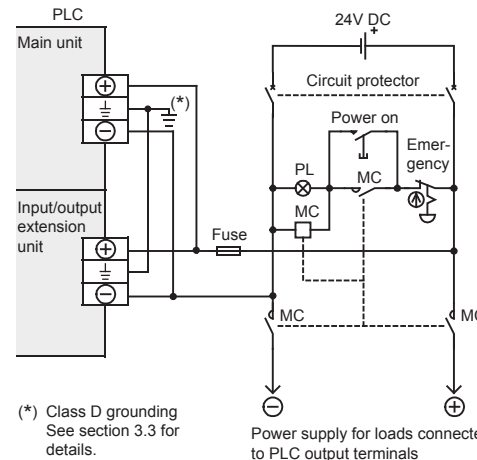 PLC
Main unit
24V DC
+
Circuit protector
(*)
Power on
Emer-
gency
PL
MC
MC
Input/output
extension
unit
Fuse
MC
MC
(*) Class D grounding
See section 3.3 for
details.
Power supply for loads connecte
to PLC output terminals